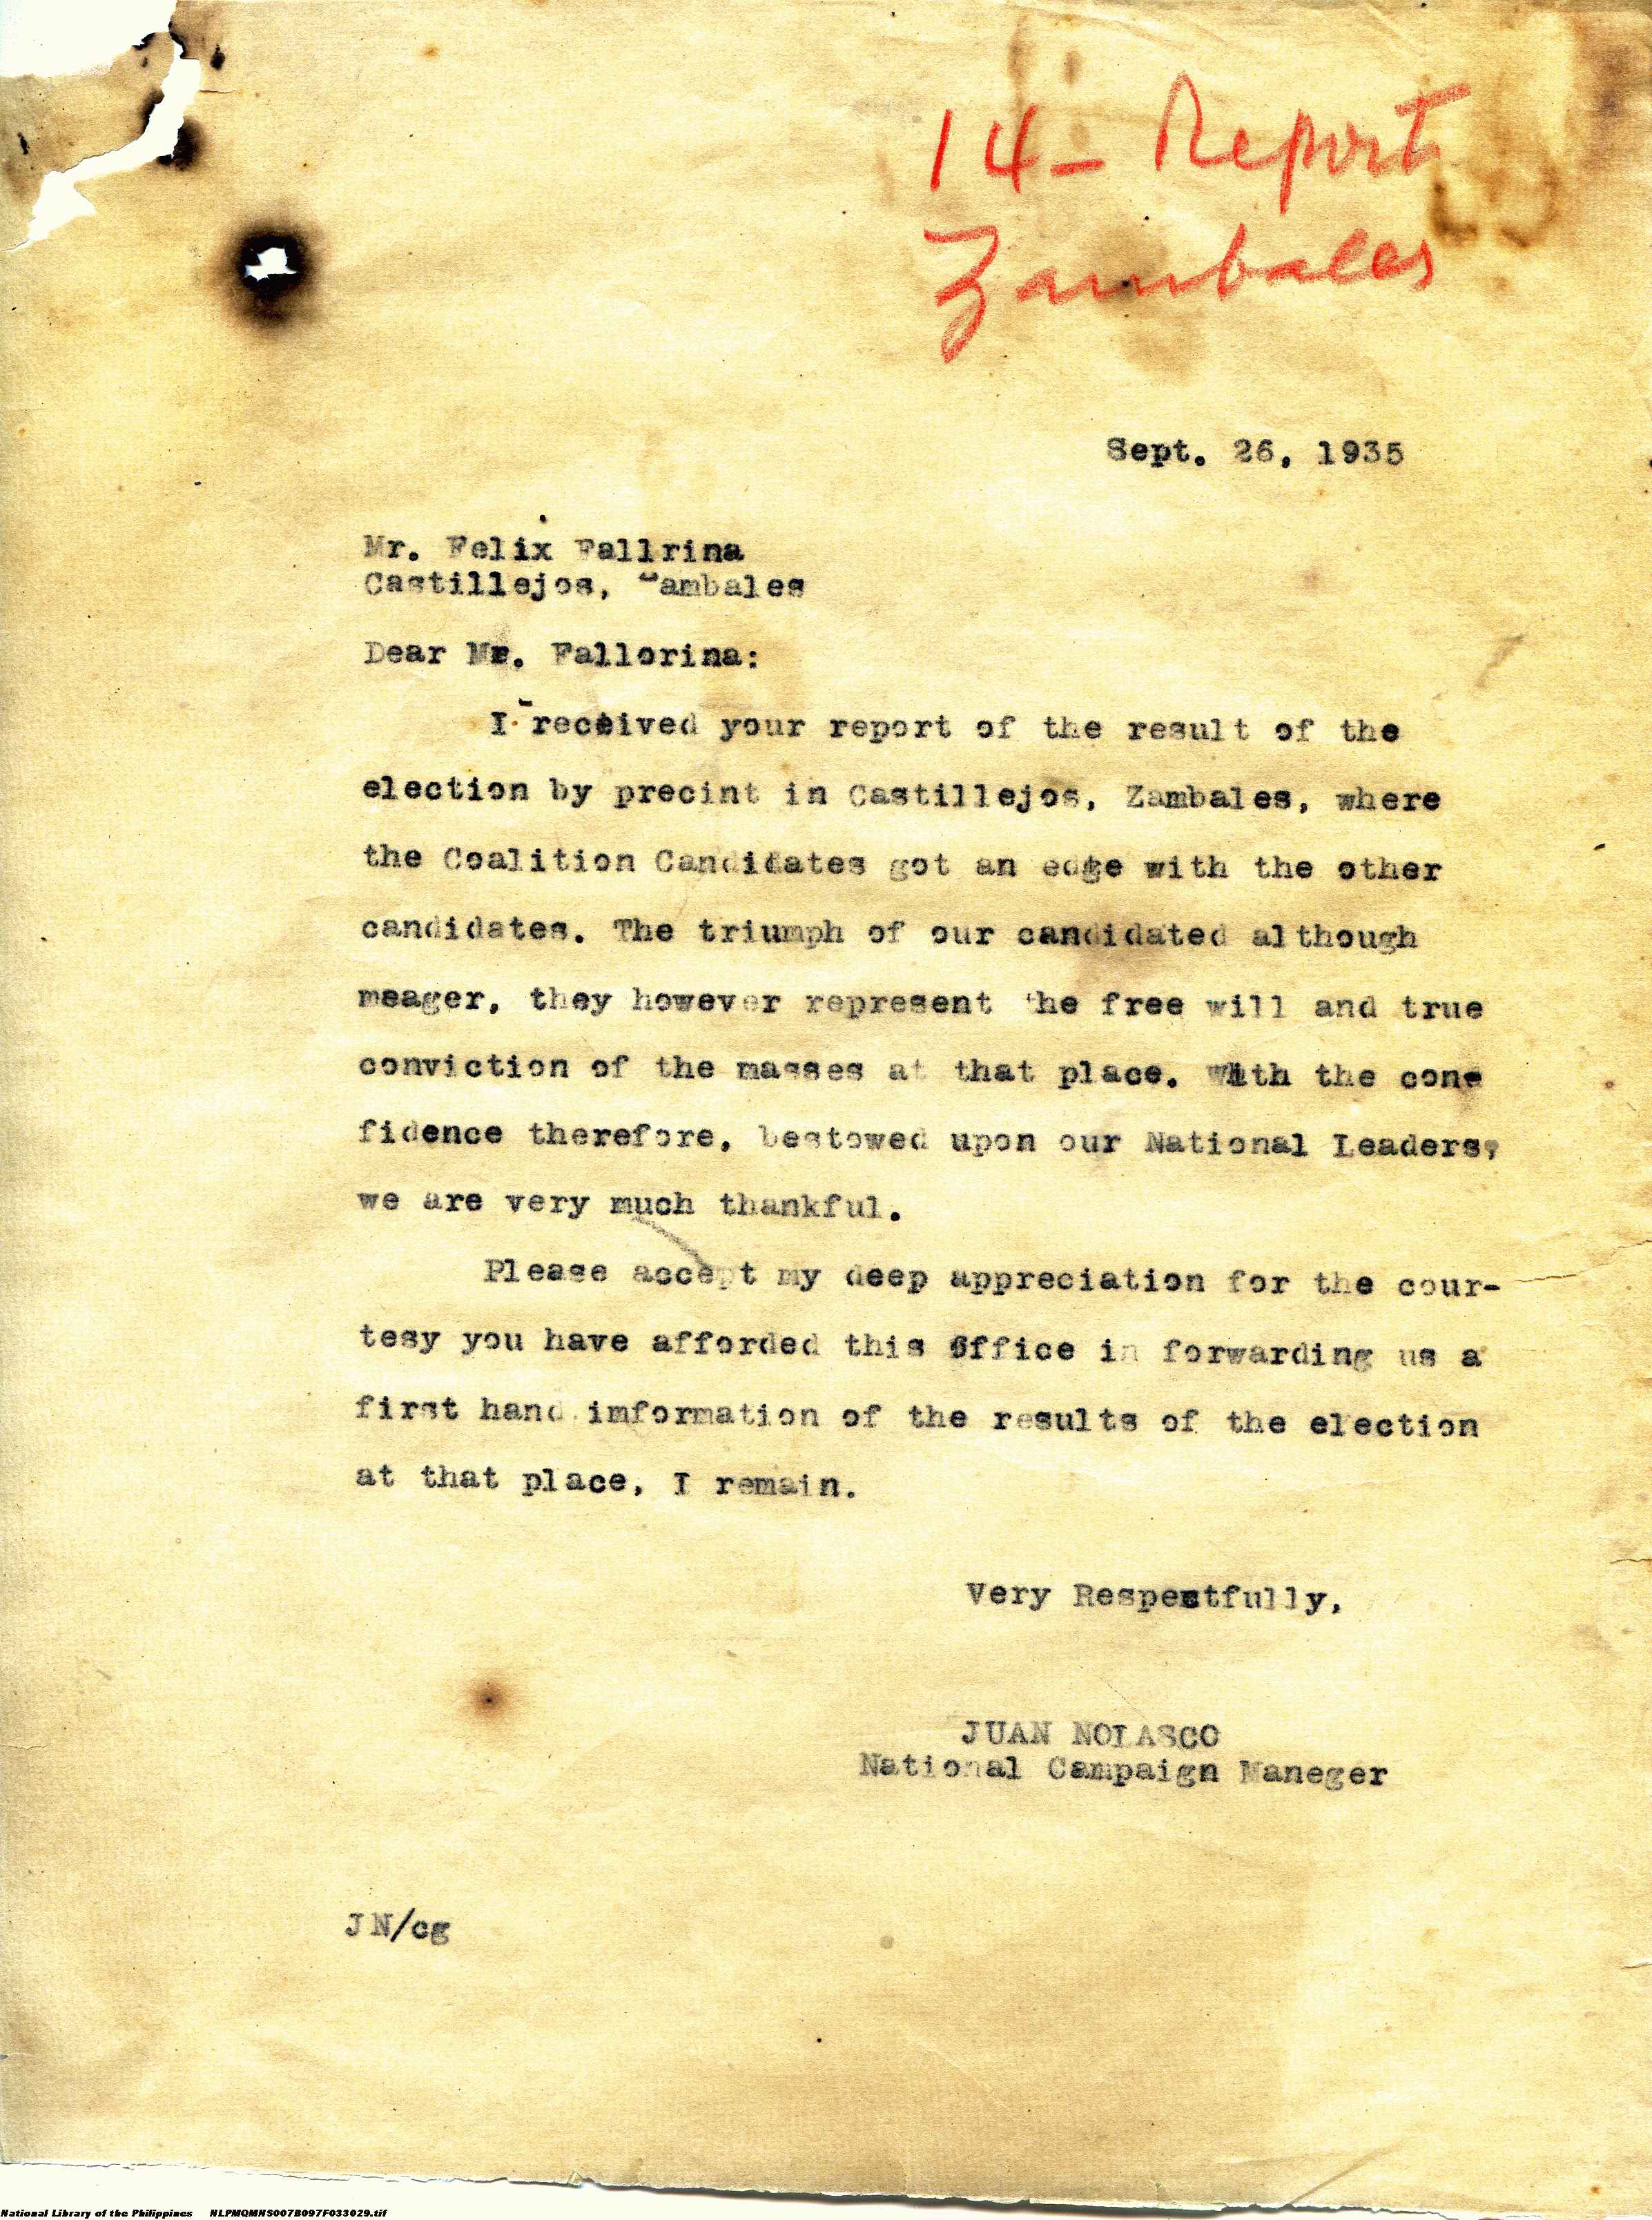 14 - Report
Zambales
Sept. 26, 1935
Mr. Felix Fallrina
Castillejos, Zambales
Dear Mr. Fallorina:
I received your report of the result of the
election by precint in Castillejos, Zambales, where
the Coalition Candidates got an edge with the other
candidates. The triumph of our candidated although
meager, they however represent the free will and true
conviction of the masses at that place. With the con-
fidence therefore, bestowed upon our National Leaders,
we are very much thankful.
Please accept my deep appreciation for the cour-
tesy you have afforded this Office in forwarding us a
first hand imformation of the results of the election
at that place, I remain.
Very Respectfully,
JUAN NOLASCO
National Campaign Maneger
JN/cg
National Library of the Philippines NLPMQMNS007B097F033029.tif